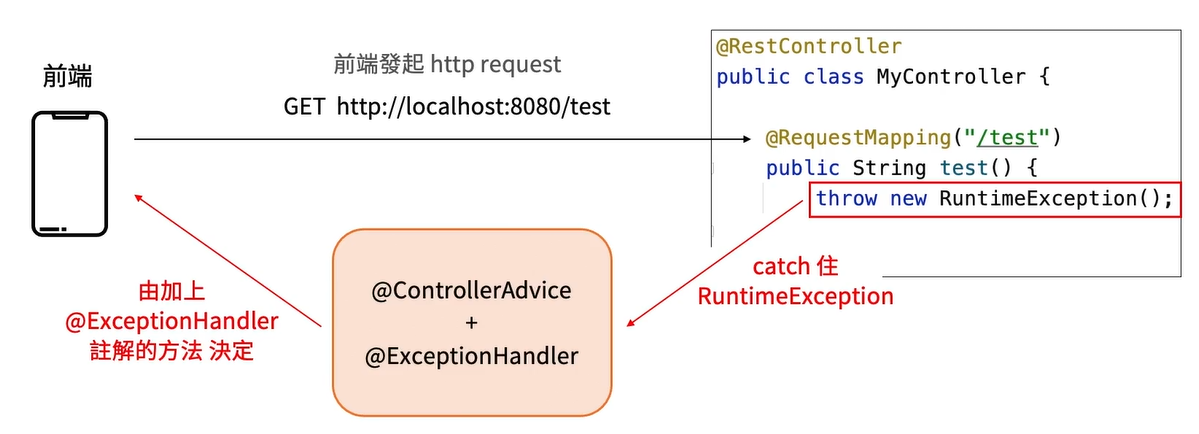 前端
前端發起 http request
GET http://localhost:8080/test
@RestController
public class MyController {
@RequestMapping("/test")
public String test() {
throw new RuntimeException();
catch 住
RuntimeException
@ControllerAdvice
+
@ExceptionHandler
由加上
@ExceptionHandler
註解的方法 決定